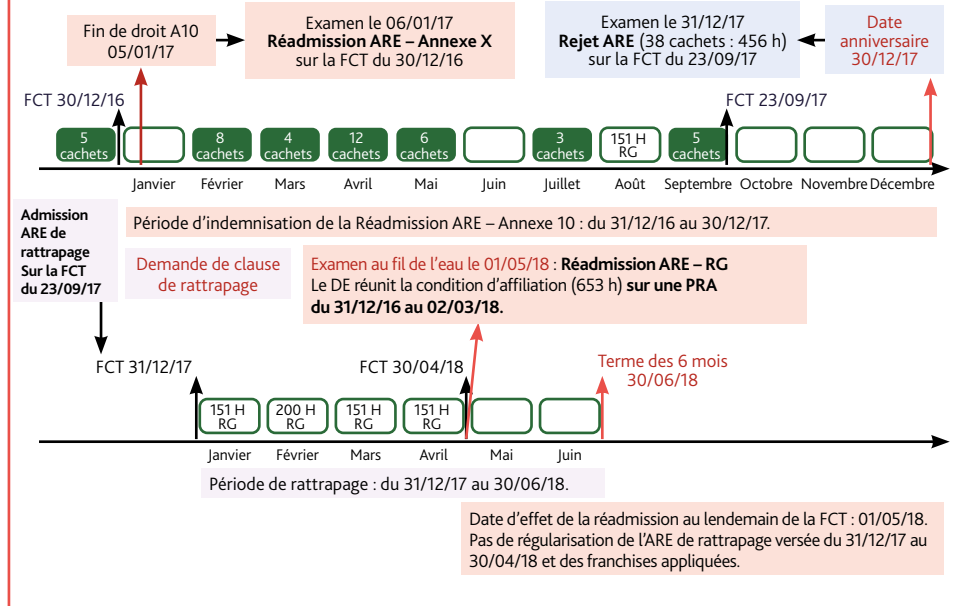 Fin de droit A10
05/01/17
Examen le 06/01/17
Réadmission ARE – Annexe X
sur la FCT du 30/12/16
Examen le 31/12/17
Rejet ARE (38 cachets : 456 h)
sur la FCT du 23/09/17
Date
anniversaire
30/12/17
FCT 30/12/16
FCT 23/09/17
5
cachets
8
cachets
4
cachets
12
cachets
6
cachets
3
cachets
151 H
RG
5
cachets
Janvier Février Mars Avril Mai Juin Juillet Août Septembre Octobre Novembre Décembre
Admission
ARE de
rattrapage
Sur la FCT
du 23/09/17
Période d’indemnisation de la Réadmission ARE – Annexe 10 : du 31/12/16 au 30/12/17.
Demande de clause
de rattrapage
Examen au fil de l’eau le 01/05/18 : Réadmission ARE – RG
Le DE réunit la condition d’affiliation (653 h) sur une PRA
du 31/12/16 au 02/03/18.
FCT 31/12/17
FCT 30/04/18
Terme des 6 mois
30/06/18
151 H
RG
200 H
RG
151 H
RG
151 H
RG
Janvier Février Mars Avril Mai Juin
Période de rattrapage : du 31/12/17 au 30/06/18.
Date d’effet de la réadmission au lendemain de la FCT : 01/05/18.
Pas de régularisation de l’ARE de rattrapage versée du 31/12/17 au
30/04/18 et des franchises appliquées.